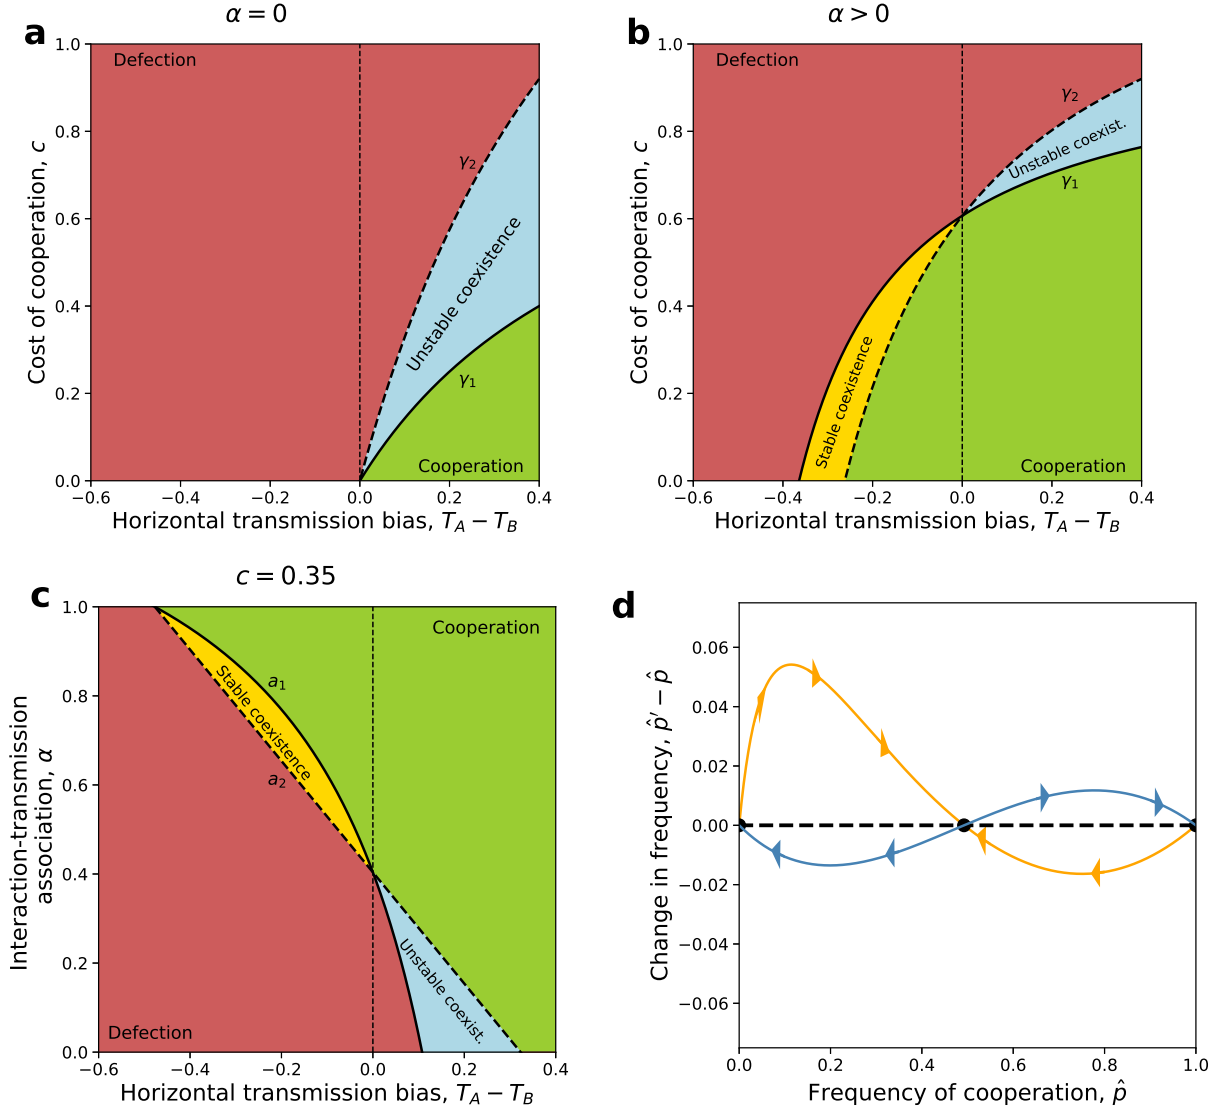 a
α = 0
Defection
γ₂
Unstable coexistence
γ₁
Cooperation
Cost of cooperation, c
1.0
0.8
0.6
0.4
0.2
0.0
−0.6
−0.4
−0.2
0.0
0.2
0.4
Horizontal transmission bias, T_A − T_B
b
α > 0
Defection
γ₂
Unstable coexist.
γ₁
Stable coexistence
Cooperation
Cost of cooperation, c
1.0
0.8
0.6
0.4
0.2
0.0
−0.6
−0.4
−0.2
0.0
0.2
0.4
Horizontal transmission bias, T_A − T_B
c
c = 0.35
Cooperation
a₁
Stable coexistence
a₂
Unstable coexist.
Defection
Interaction-transmission
association, α
1.0
0.8
0.6
0.4
0.2
0.0
−0.6
−0.4
−0.2
0.0
0.2
0.4
Horizontal transmission bias, T_A − T_B
d
Change in frequency, p̂′ − p̂
0.06
0.04
0.02
0.00
−0.02
−0.04
−0.06
0.0
0.2
0.4
0.6
0.8
1.0
Frequency of cooperation, p̂